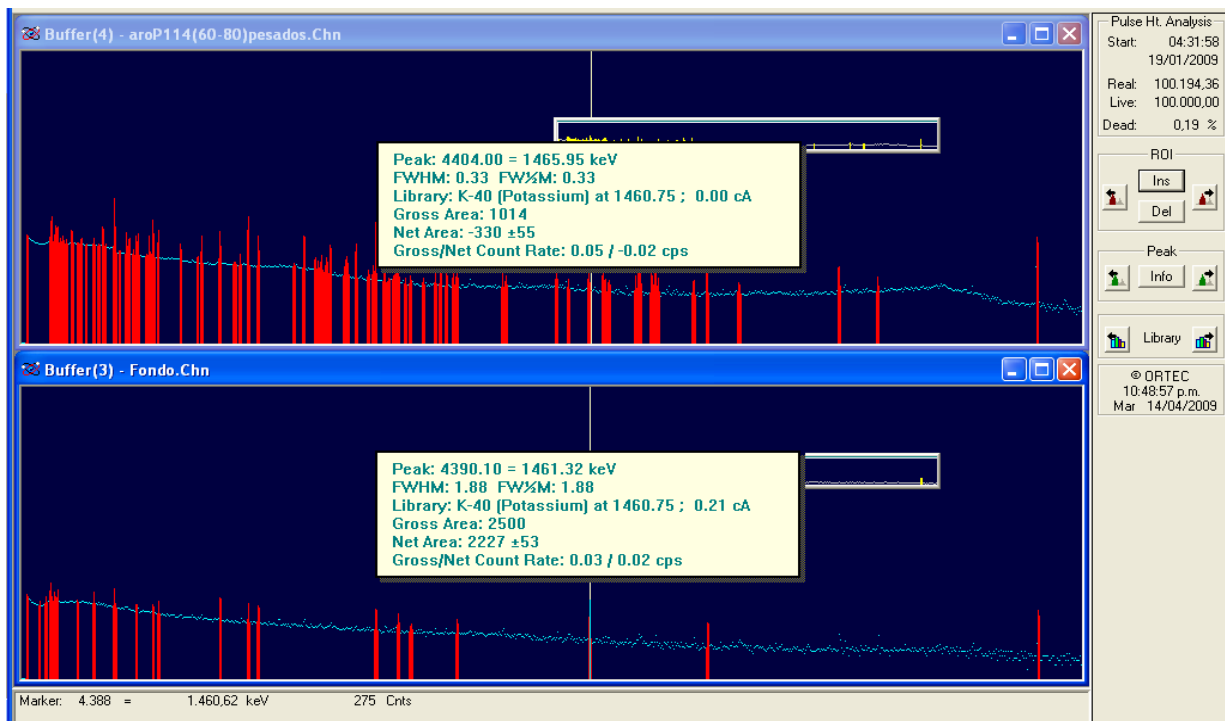 Buffer(4) - aroP114(60-80)pesados.Chn
Peak: 4404.00 = 1465.95 keV
FWHM: 0.33 FW⅕M: 0.33
Library: K-40 (Potassium) at 1460.75 ; 0.00 cA
Gross Area: 1014
Net Area: -330 ±55
Gross/Net Count Rate: 0.05 / -0.02 cps
Buffer(3) - Fondo.Chn
Peak: 4390.10 = 1461.32 keV
FWHM: 1.88 FW⅕M: 1.88
Library: K-40 (Potassium) at 1460.75 ; 0.21 cA
Gross Area: 2500
Net Area: 2227 ±53
Gross/Net Count Rate: 0.03 / 0.02 cps
Marker: 4.388 = 1.460,62 keV 275 Cnts
Pulse Ht. Analysis
Start: 04:31:58
19/01/2009
Real: 100.194,36
Live: 100.000,00
Dead: 0,19 %
ROI
Ins
Del
Peak
Info
Library
© ORTEC
10:48:57 p.m.
Mar 14/04/2009